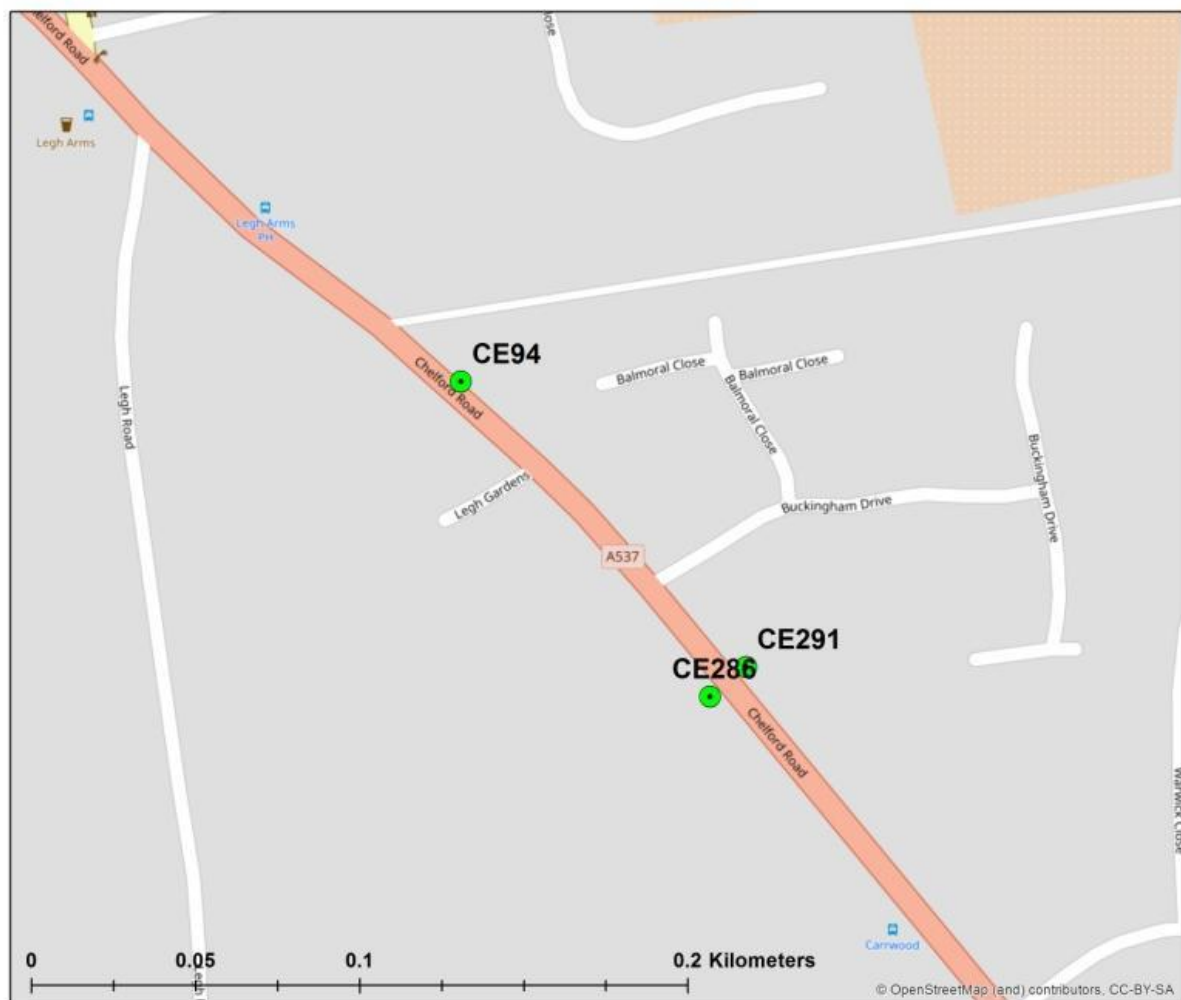 Chelford Road
Close
Legh Arms
Legh Arms
PH
CE94
Chelford Road
Balmoral Close
Balmoral Close
Balmoral Close
Legh Road
Legh Gardens
Buckingham Drive
Buckingham Drive
A537
CE291
CE286
Chelford Road
Warwick Close
Carrwood
0 0.05 0.1 0.2 Kilometers
© OpenStreetMap (and) contributors, CC-BY-SA